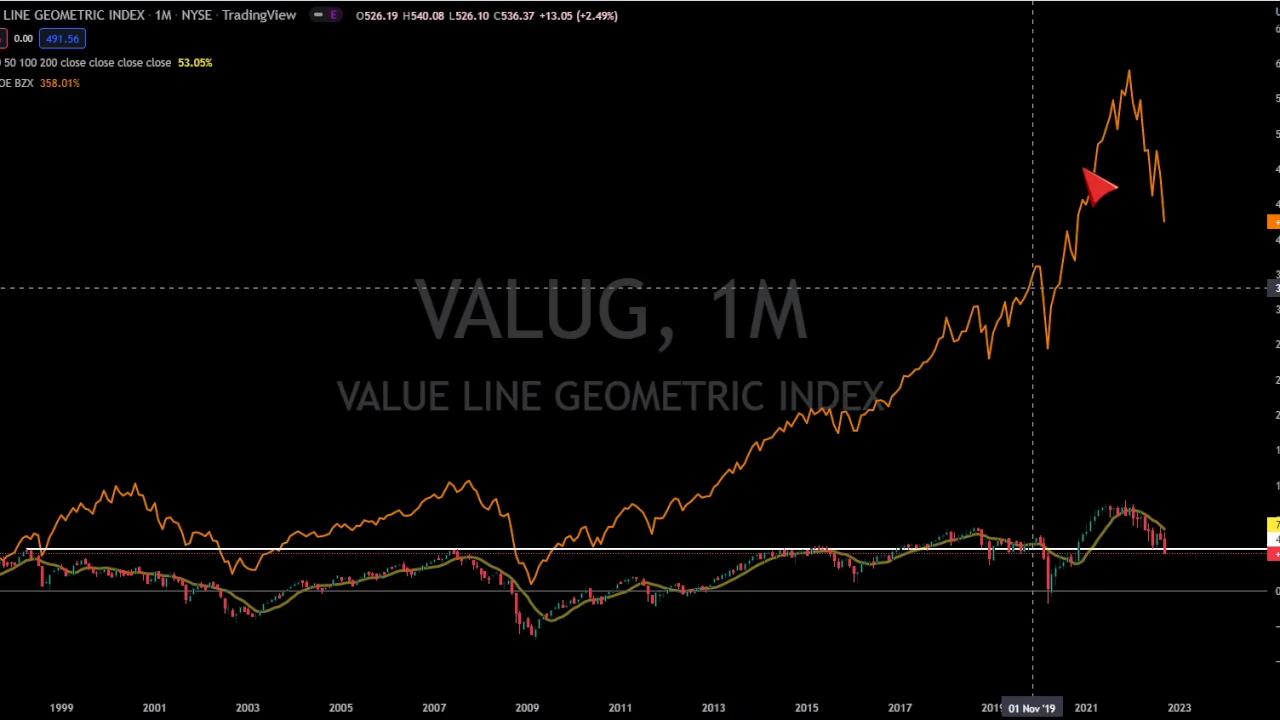 LINE GEOMETRIC INDEX · 1M · NYSE · TradingView E O526.19 H540.08 L526.10 C536.37 +13.05 (+2.49%)
0.00 491.56
50 100 200 close close close close 53.05%
OE BZX 358.01%
VALUG, 1M
VALUE LINE GEOMETRIC INDEX
1999 2001 2003 2005 2007 2009 2011 2013 2015 2017 2019 01 Nov '19 2021 2023